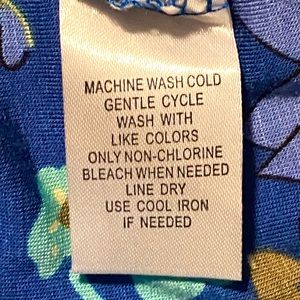 MACHINE WASH COLD
GENTLE CYCLE
WASH WITH
LIKE COLORS
ONLY NON-CHLORINE
BLEACH WHEN NEEDED
LINE DRY
USE COOL IRON
IF NEEDED